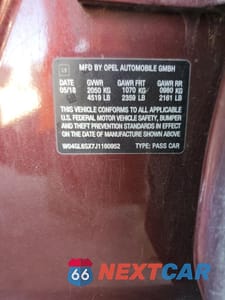 MFD BY OPEL AUTOMOBILE GMBH
DATE GVWR GAWR FRT GAWR RR
05/18 2050 KG 1070 KG 0980 KG
4519 LB 2359 LB 2161 LB
THIS VEHICLE CONFORMS TO ALL APPLICABLE
U.S. FEDERAL MOTOR VEHICLE SAFETY, BUMPER
AND THEFT PREVENTION STANDARDS IN EFFECT ON
THE DATE OF MANUFACTURE SHOWN ABOVE
W04GL6SX7J1160952 TYPE: PASS CAR
66 NEXTCAR